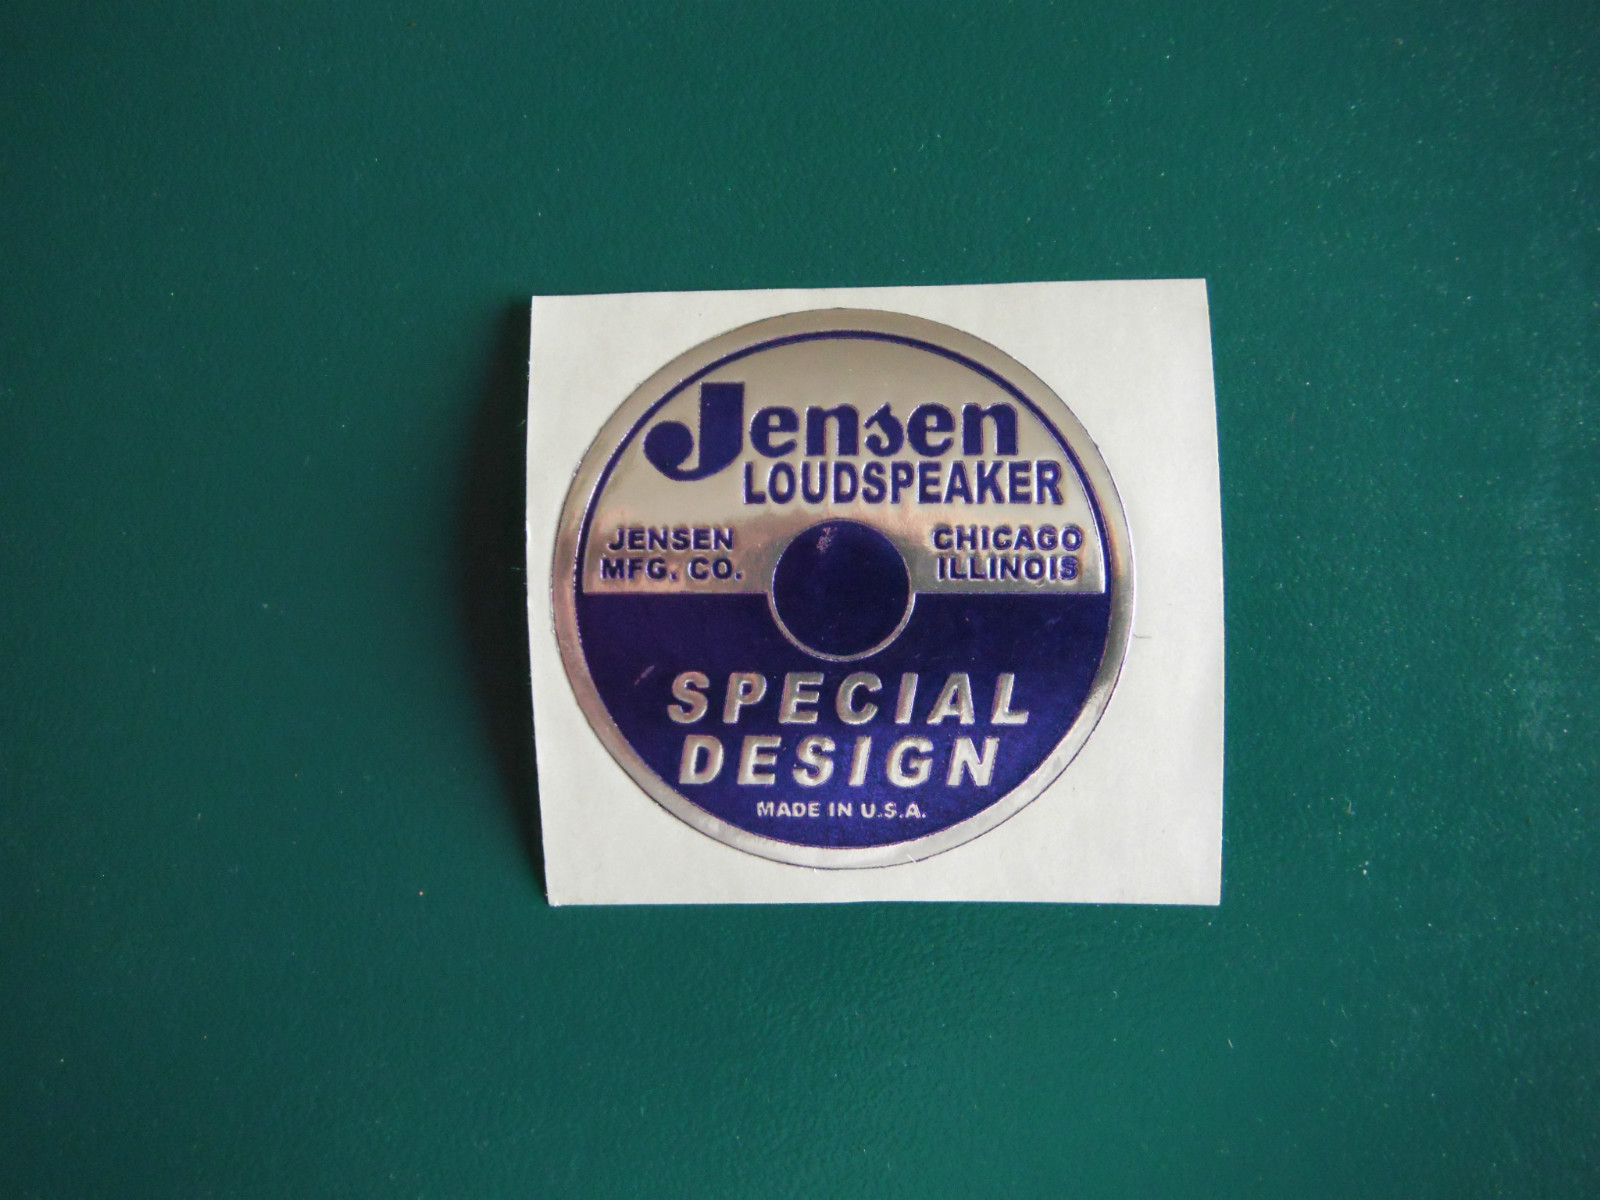 Jensen
LOUDSPEAKER
JENSEN
MFG. CO.
CHICAGO
ILLINOIS
SPECIAL
DESIGN
MADE IN U.S.A.